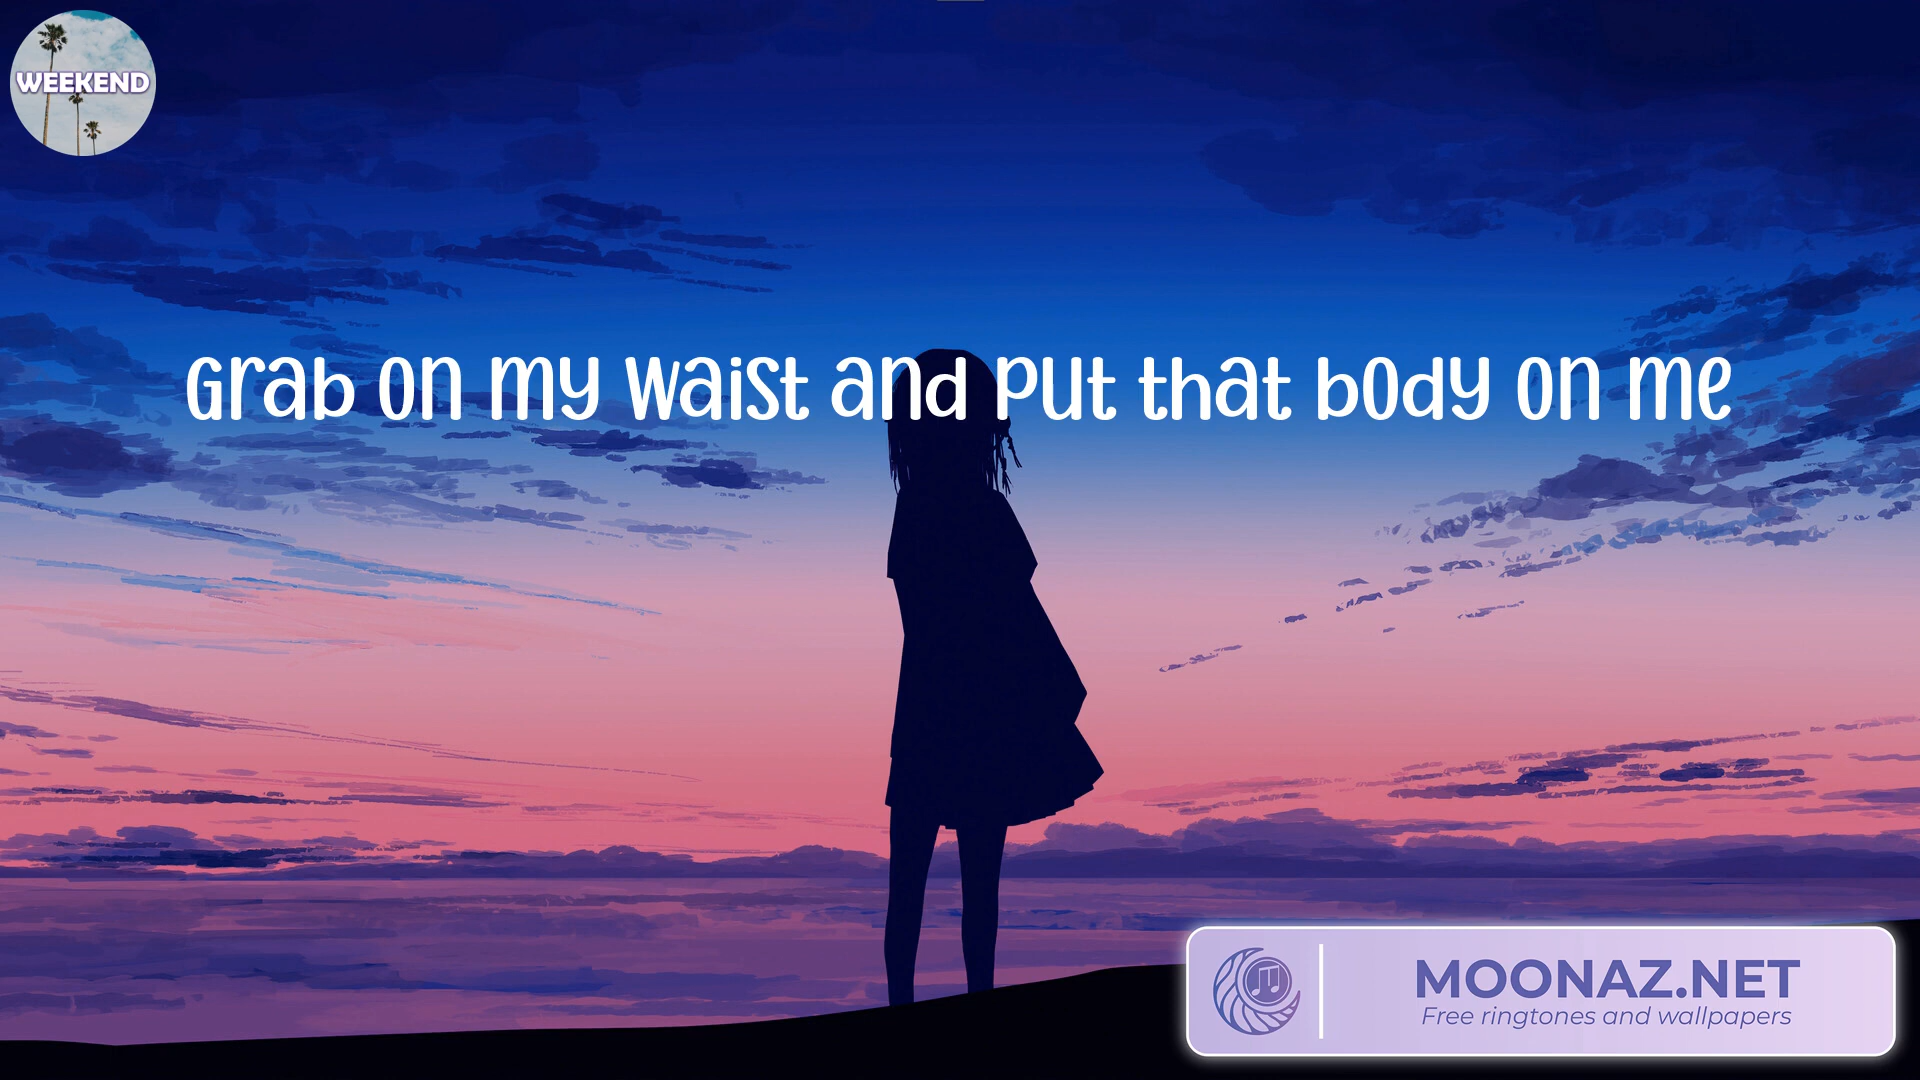 WEEKEND
Grab on my waist and put that body on me
MOONAZ.NET
Free ringtones and wallpapers